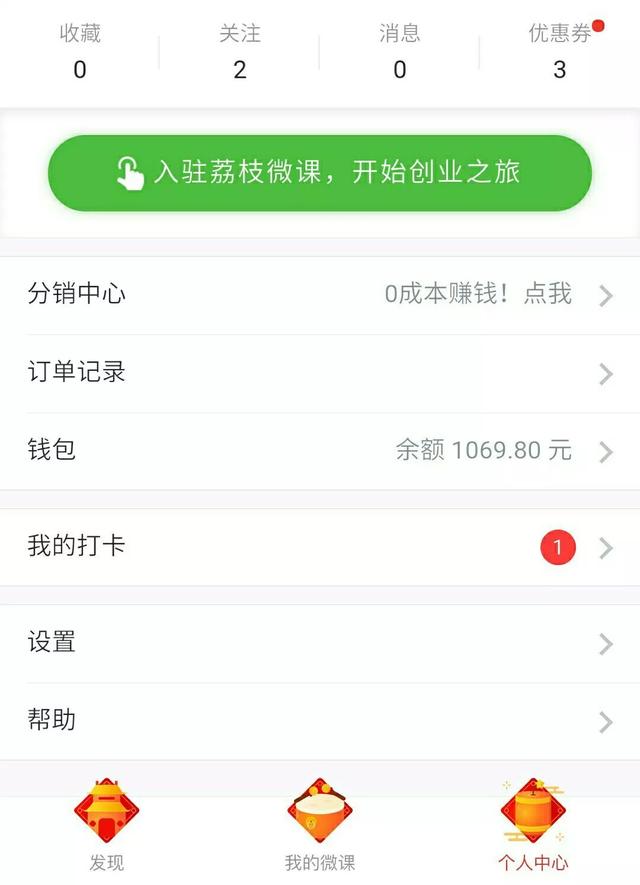 收藏 关注 消息 优惠券
0 2 0 3
入驻荔枝微课，开始创业之旅
分销中心 0成本赚钱！点我
订单记录
钱包 余额 1069.80 元
我的打卡 1
设置
帮助
发现 我的微课 个人中心